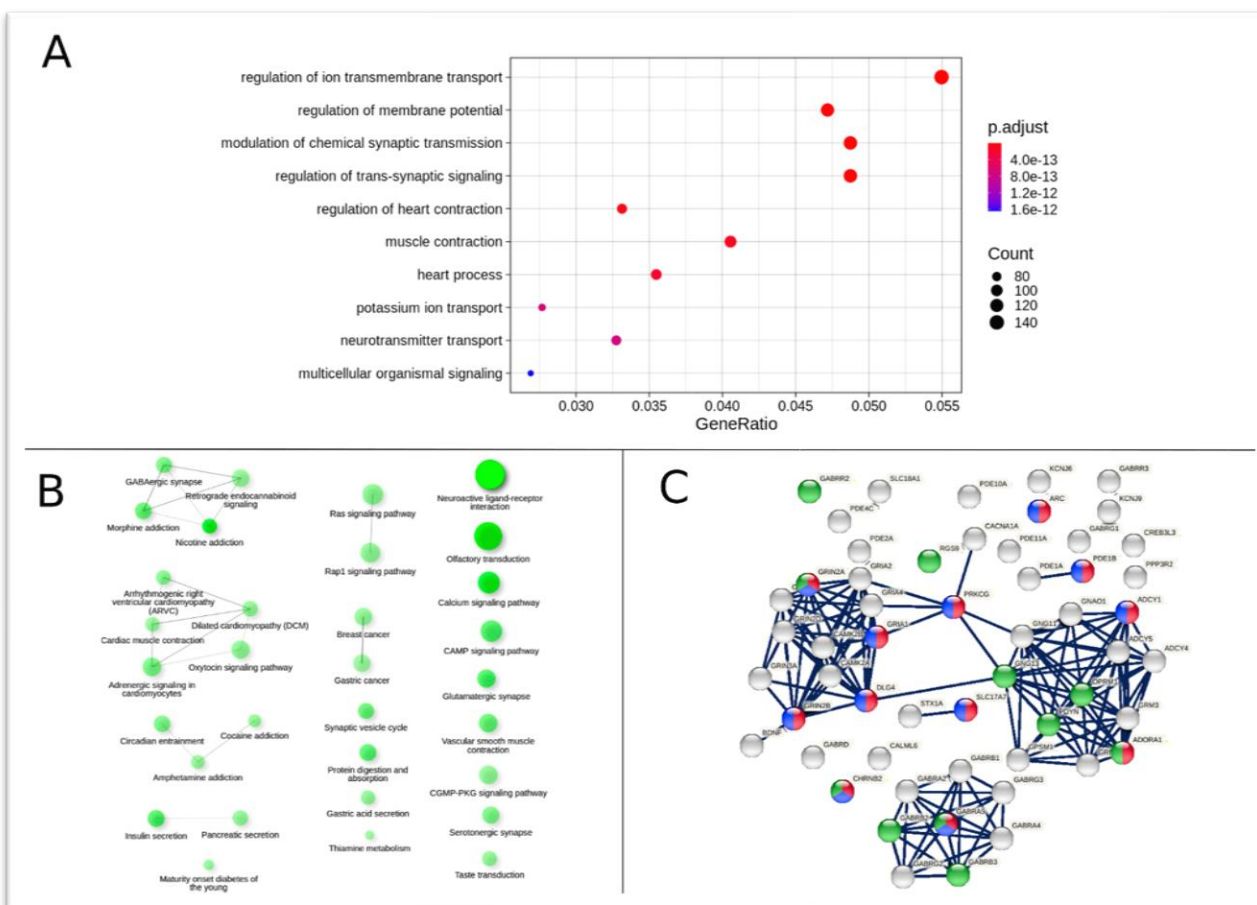 A
regulation of ion transmembrane transport
regulation of membrane potential
modulation of chemical synaptic transmission
regulation of trans-synaptic signaling
regulation of heart contraction
muscle contraction
heart process
potassium ion transport
neurotransmitter transport
multicellular organismal signaling
0.030
0.035
0.040
0.045
0.050
0.055
GeneRatio
p.adjust
4.0e-13
8.0e-13
1.2e-12
1.6e-12
Count
80
100
120
140
B
GABAergic synapse
Retrograde endocannabinoid
signaling
Morphine addiction
Nicotine addiction
Arrhythmogenic right
ventricular cardiomyopathy
(ARVC)
Dilated cardiomyopathy (DCM)
Cardiac muscle contraction
Oxytocin signaling pathway
Adrenergic signaling in
cardiomyocytes
Circadian entrainment
Cocaine addiction
Amphetamine addiction
Insulin secretion
Pancreatic secretion
Maturity onset diabetes of
the young
Ras signaling pathway
Rap1 signaling pathway
Breast cancer
Gastric cancer
Synaptic vesicle cycle
Protein digestion and
absorption
Gastric acid secretion
Thiamine metabolism
Neuroactive ligand-receptor
interaction
Olfactory transduction
Calcium signaling pathway
CAMP signaling pathway
Glutamatergic synapse
Vascular smooth muscle
contraction
CGMP-PKG signaling pathway
Serotonergic synapse
Taste transduction
C
GABRR2
SLC18A1
PDE10A
KCNJ6
GABRR3
PDE4C
ARC
KCNJ9
PDE2A
RGS9
CACNA1A
PDE11A
GABRG1
CREB3L3
PDE1A
PDE1B
PPP3R2
GRIN2A
GRIA2
GRIA4
PRKCG
GRIA1
GNAO1
ADCY1
GNG11
ADCY5
ADCY4
GRIN3A
CAMK2A
GNG13
OPRM1
DLG4
SLC17A7
GRIN2B
STX1A
PDYN
GRM3
BDNF
GABRD
CALML6
GPSM1
ADORA1
CHRNB2
GABRB1
GABRA2
GABRG3
GABRB2
GABRA5
GABRA4
GABRG2
GABRB3